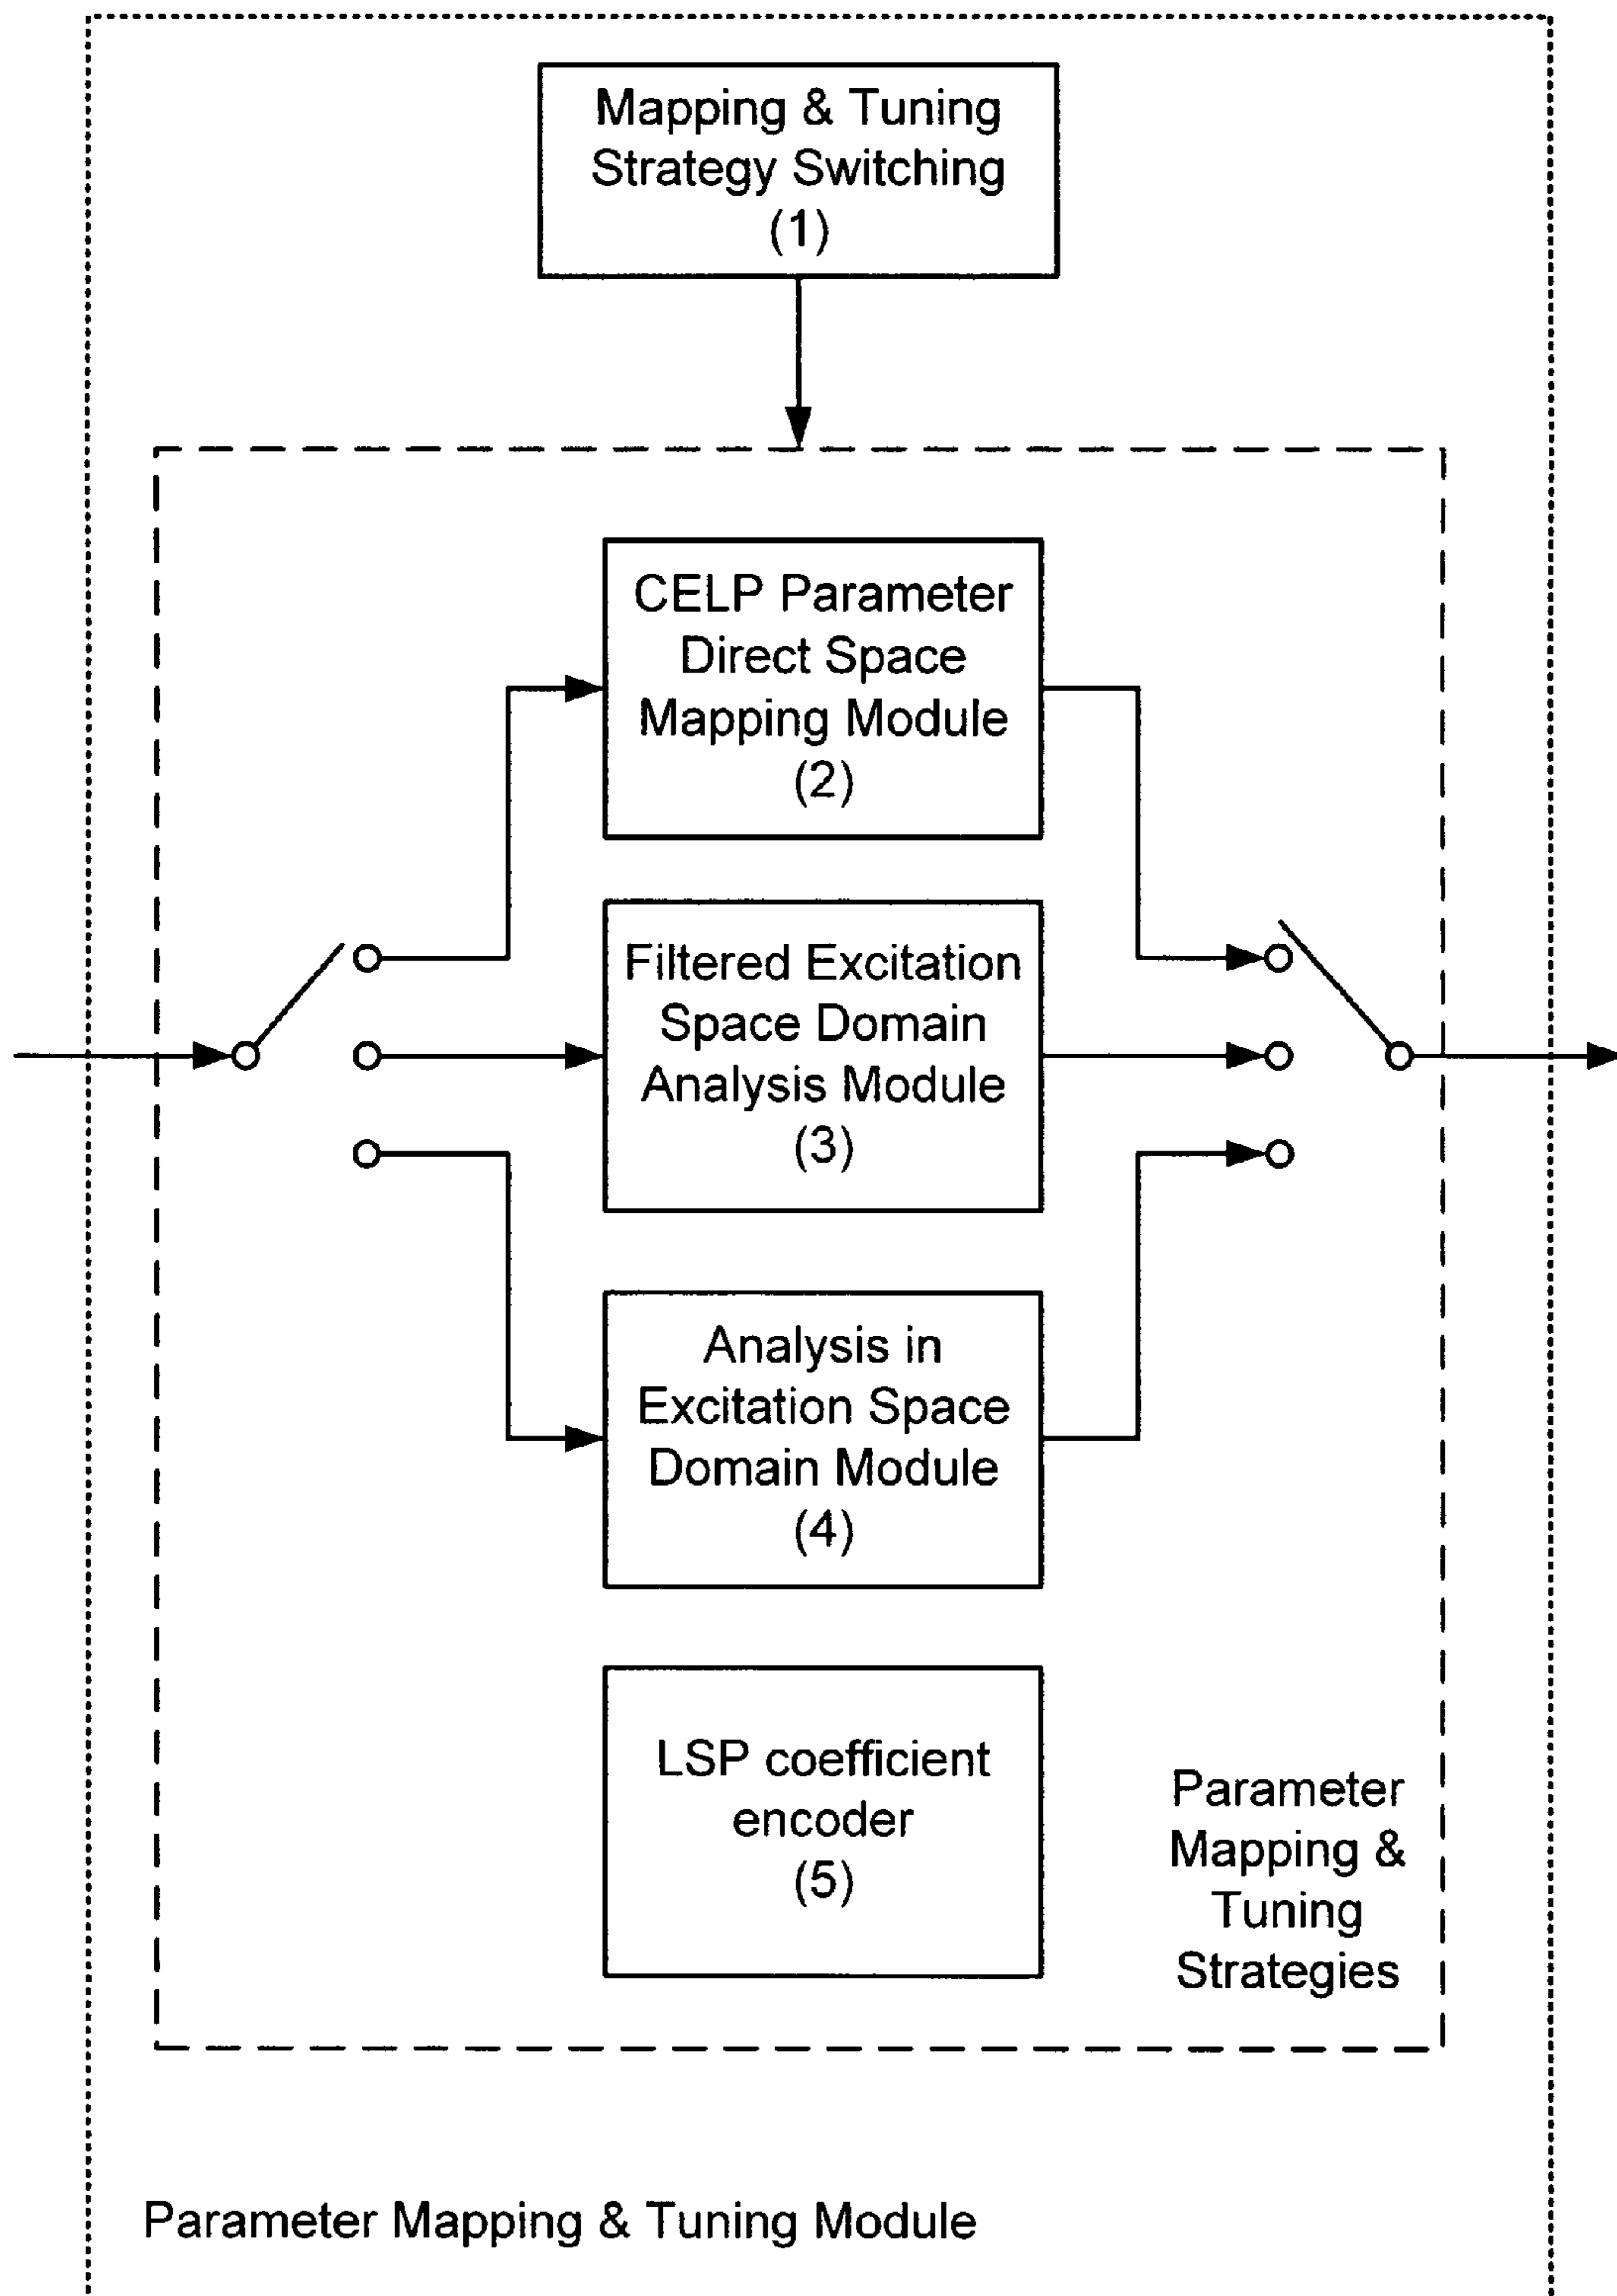 Mapping & Tuning
Strategy Switching
(1)
CELP Parameter
Direct Space
Mapping Module
(2)
Filtered Excitation
Space Domain
Analysis Module
(3)
Analysis in
Excitation Space
Domain Module
(4)
LSP coefficient
encoder
(5)
Parameter
Mapping &
Tuning
Strategies
Parameter Mapping & Tuning Module